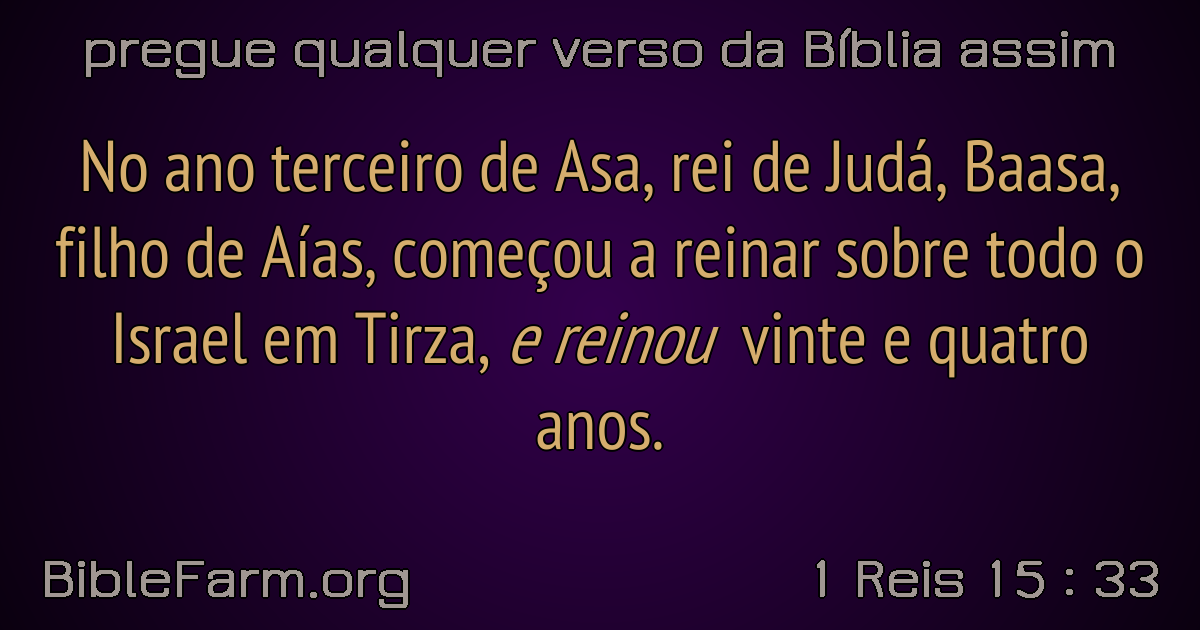 pregue qualquer verso da Bíblia assim
No ano terceiro de Asa, rei de Judá, Baasa,
filho de Aías, começou a reinar sobre todo o
Israel em Tirza, e reinou vinte e quatro
anos.
BibleFarm.org
1 Reis 15 : 33